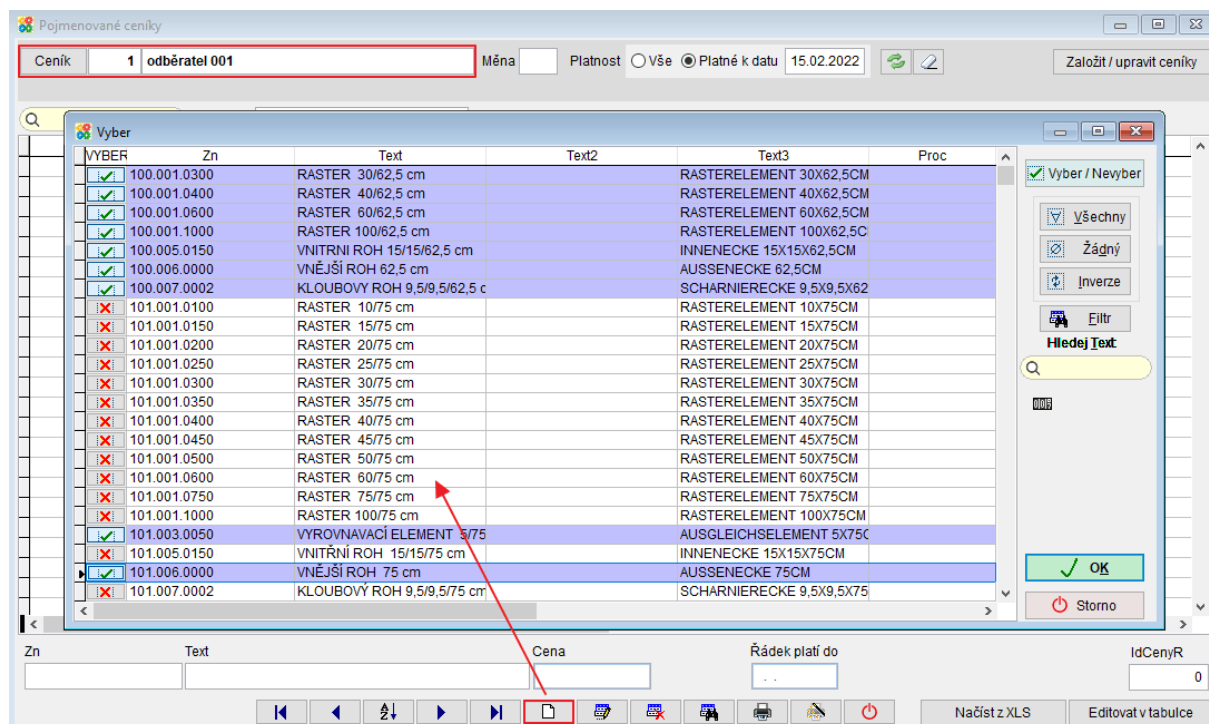 Pojmenované ceníky
Ceník 1 odběratel 001 Měna Platnost Vše Platné k datu 15.02.2022 Založit / upravit ceníky
Vyber
VYBER Zn Text Text2 Text3 Proc
100.001.0300 RASTER 30/62,5 cm RASTERELEMENT 30X62,5CM
100.001.0400 RASTER 40/62,5 cm RASTERELEMENT 40X62,5CM
100.001.0600 RASTER 60/62,5 cm RASTERELEMENT 60X62,5CM
100.001.1000 RASTER 100/62,5 cm RASTERELEMENT 100X62,5C
100.005.0150 VNITRNI ROH 15/15/62,5 cm INNENECKE 15X15X62,5CM
100.006.0000 VNĚJŠÍ ROH 62,5 cm AUSSENECKE 62,5CM
100.007.0002 KLOUBOVÝ ROH 9,5/9,5/62,5 c SCHARNIERECKE 9,5X9,5X62
101.001.0100 RASTER 10/75 cm RASTERELEMENT 10X75CM
101.001.0150 RASTER 15/75 cm RASTERELEMENT 15X75CM
101.001.0200 RASTER 20/75 cm RASTERELEMENT 20X75CM
101.001.0250 RASTER 25/75 cm RASTERELEMENT 25X75CM
101.001.0300 RASTER 30/75 cm RASTERELEMENT 30X75CM
101.001.0350 RASTER 35/75 cm RASTERELEMENT 35X75CM
101.001.0400 RASTER 40/75 cm RASTERELEMENT 40X75CM
101.001.0450 RASTER 45/75 cm RASTERELEMENT 45X75CM
101.001.0500 RASTER 50/75 cm RASTERELEMENT 50X75CM
101.001.0600 RASTER 60/75 cm RASTERELEMENT 60X75CM
101.001.0750 RASTER 75/75 cm RASTERELEMENT 75X75CM
101.001.1000 RASTER 100/75 cm RASTERELEMENT 100X75CM
101.003.0050 VYROVNAVACÍ ELEMENT 5/75 AUSGLEICHSELEMENT 5X75C
101.005.0150 VNITŘNÍ ROH 15/15/75 cm INNENECKE 15X15X75CM
101.006.0000 VNĚJŠÍ ROH 75 cm AUSSENECKE 75CM
101.007.0002 KLOUBOVÝ ROH 9,5/9,5/75 cm SCHARNIERECKE 9,5X9,5X75
Vyber / Nevyber
Všechny
Žádný
Inverze
Filtr
Hledej Text
OK
Storno
Zn Text Cena Řádek platí do IdCenyR
. . 0
Načíst z XLS Editovat v tabulce